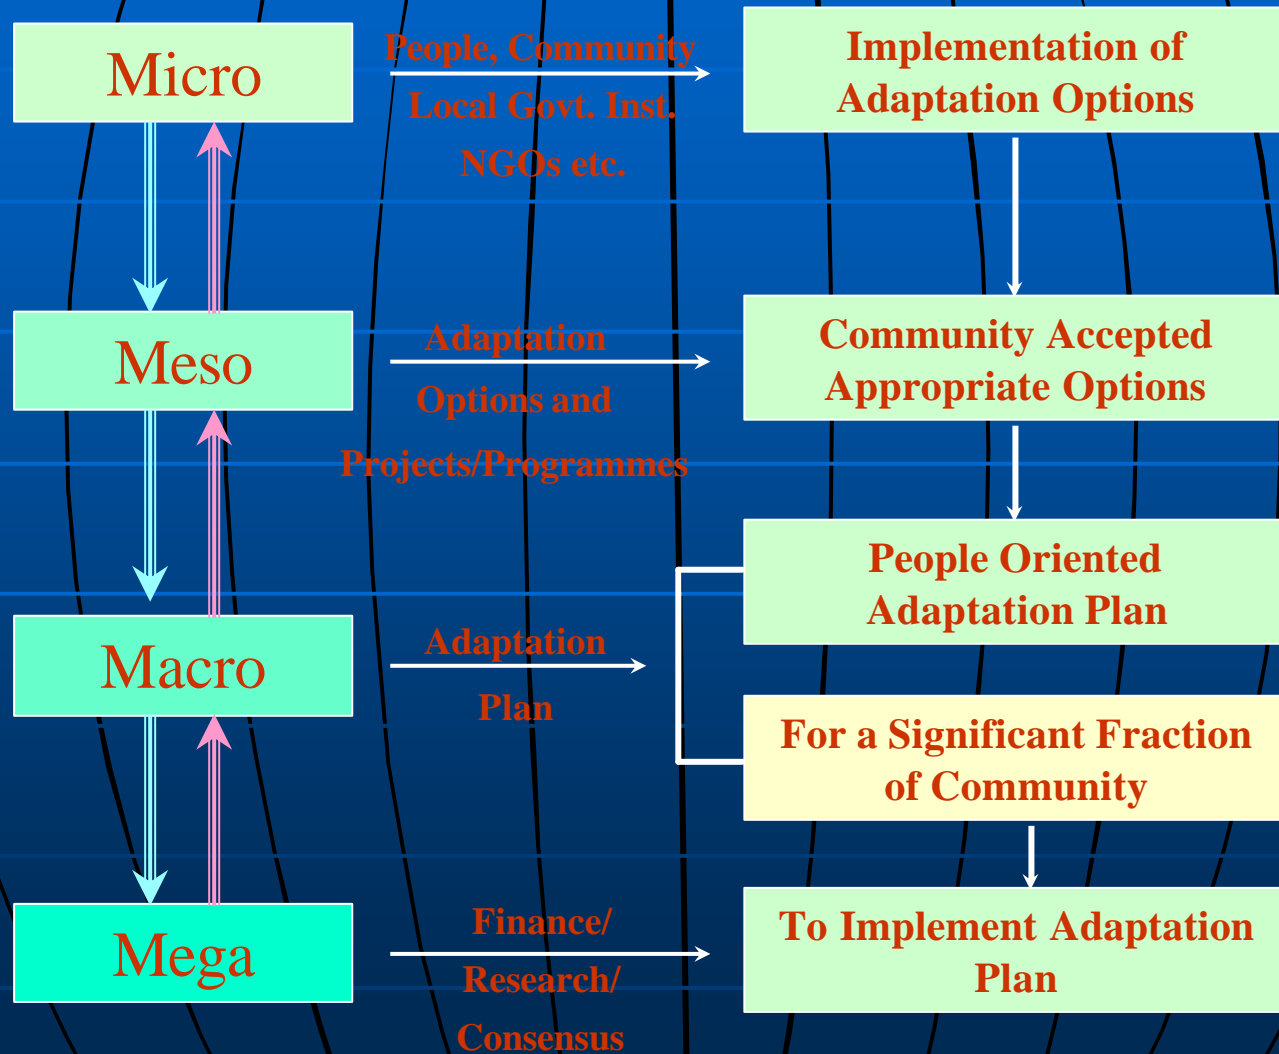 Micro
People, Community
Local Govt. Inst.
NGOs etc.
Implementation of
Adaptation Options
Meso
Adaptation
Options and
Projects/Programmes
Community Accepted
Appropriate Options
People Oriented
Adaptation Plan
Macro
Adaptation
Plan
For a Significant Fraction
of Community
Mega
Finance/
Research/
Consensus
To Implement Adaptation
Plan